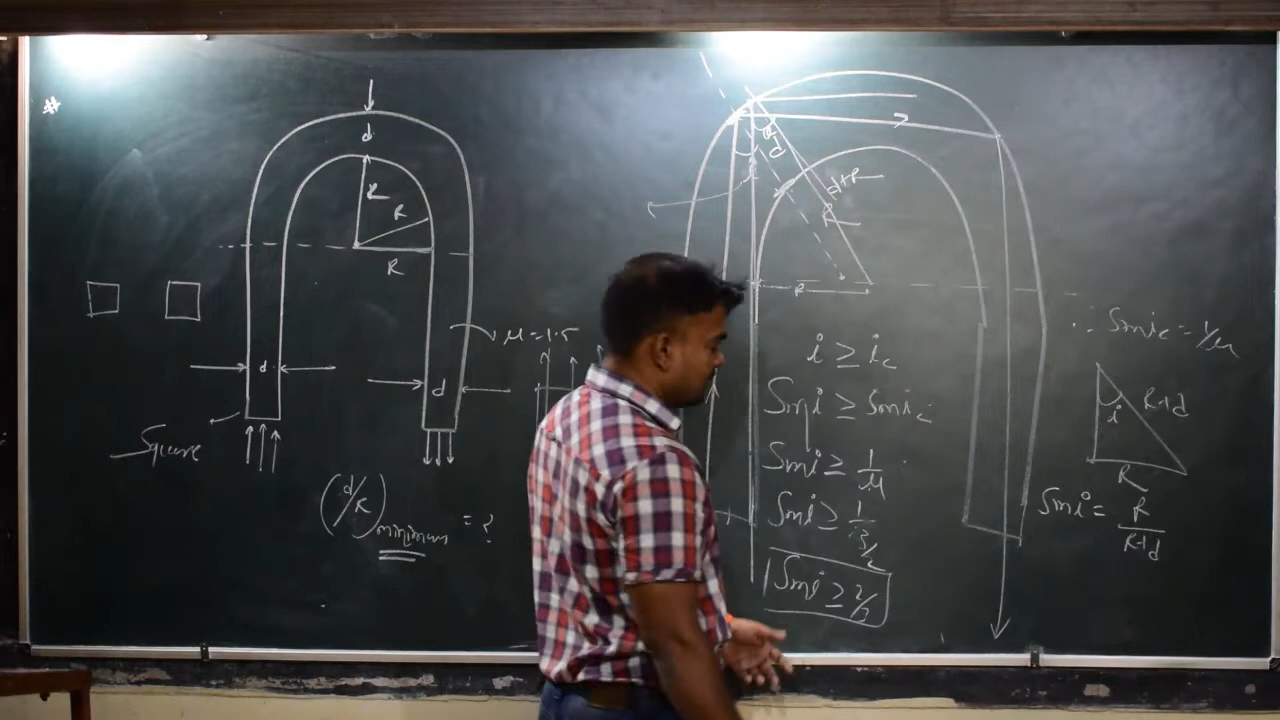 d
R
R
R
μ = 1.5
d
d
Square
(d/R) minimum = ?
d
d+R
R
R
i ≥ ic
Sin i ≥ Sin ic
Sin i ≥ 1/μ
Sin i ≥ 1/3/2
Sin i ≥ 2/3
∴ Sin ic = 1/μ
i
R+d
R
Sin i = R/R+d